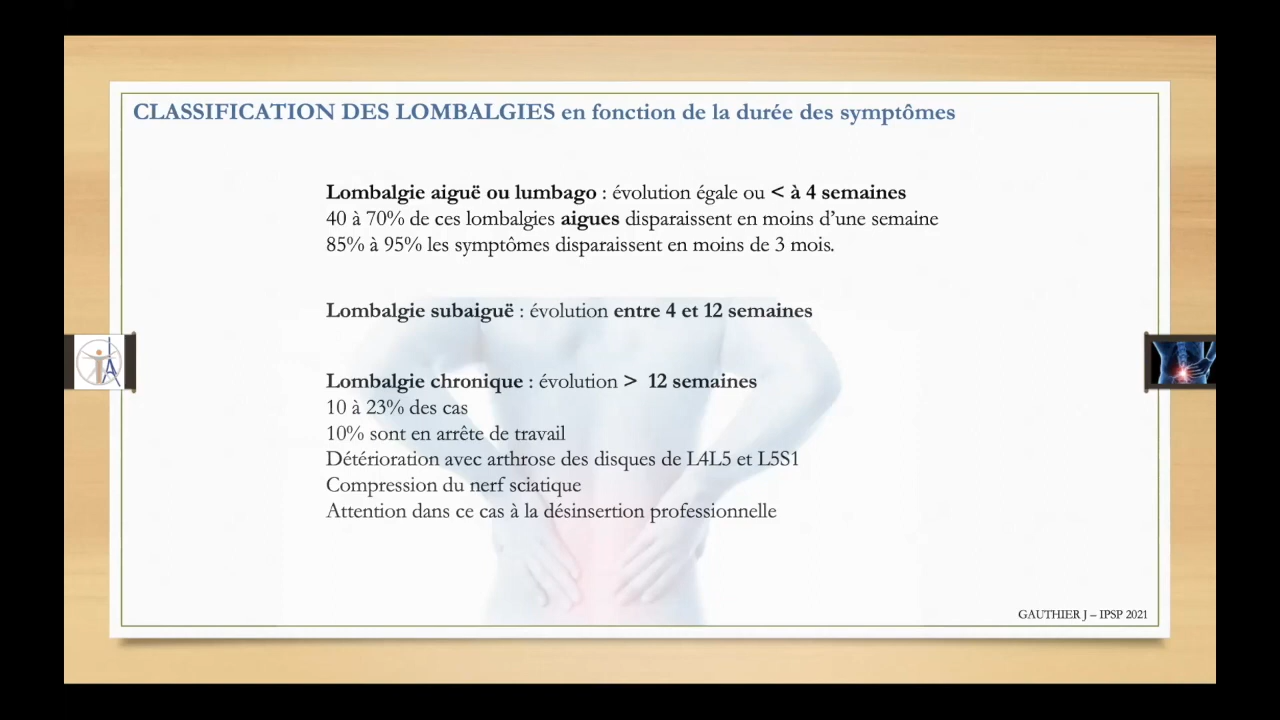 CLASSIFICATION DES LOMBALGIES en fonction de la durée des symptômes
Lombalgie aiguë ou lumbago : évolution égale ou < à 4 semaines
40 à 70% de ces lombalgies aigues disparaissent en moins d’une semaine
85% à 95% les symptômes disparaissent en moins de 3 mois.
Lombalgie subaiguë : évolution entre 4 et 12 semaines
Lombalgie chronique : évolution > 12 semaines
10 à 23% des cas
10% sont en arrête de travail
Détérioration avec arthrose des disques de L4L5 et L5S1
Compression du nerf sciatique
Attention dans ce cas à la désinsertion professionnelle
GAUTHIER J – IPSP 2021